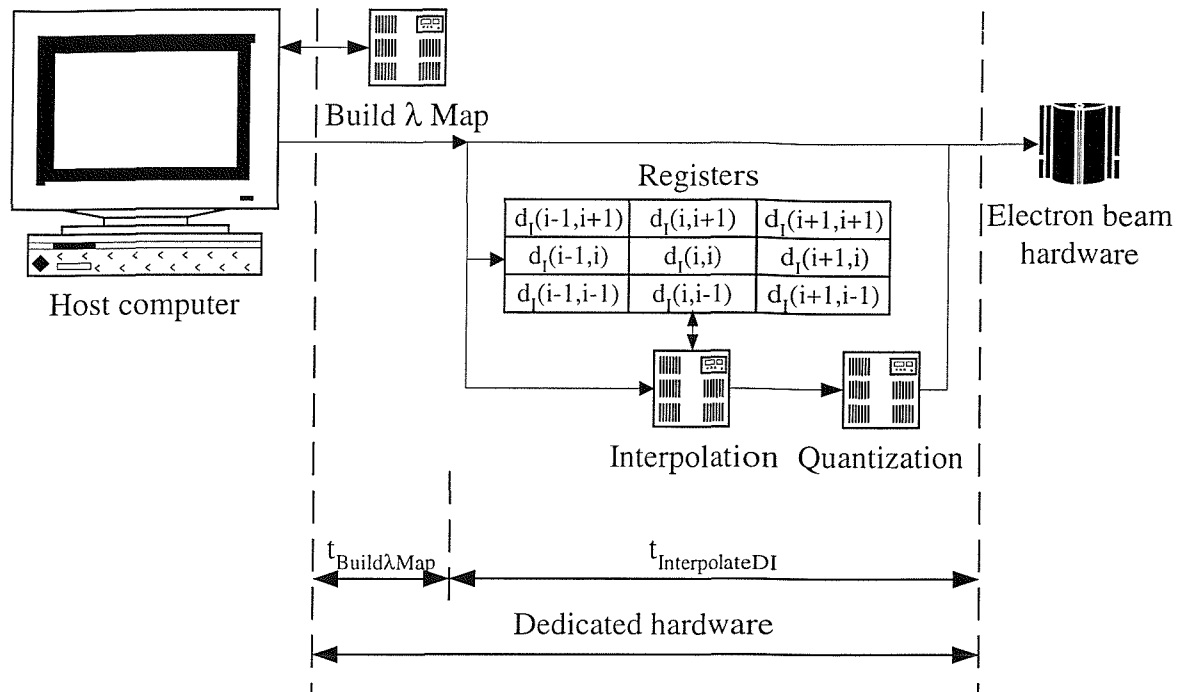 Build λ Map
Registers
d_I(i-1,i+1) d_I(i,i+1) d_I(i+1,i+1)
d_I(i-1,i) d_I(i,i) d_I(i+1,i)
d_I(i-1,i-1) d_I(i,i-1) d_I(i+1,i-1)
Electron beam
hardware
Host computer
Interpolation Quantization
t_BuildλMap t_InterpolateDI
Dedicated hardware